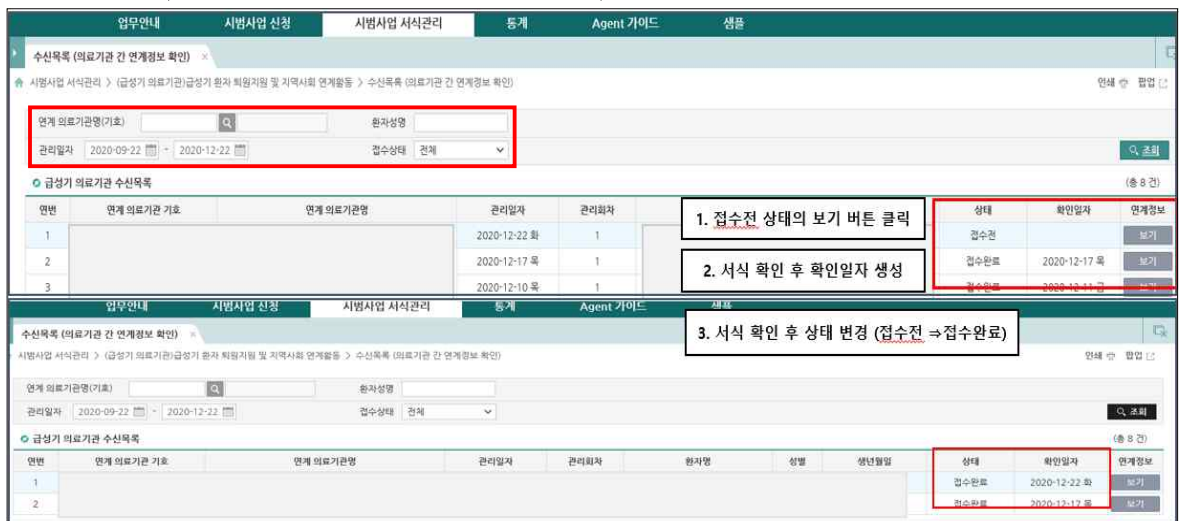 업무안내 시범사업 신청 시범사업 서식관리 통계 Agent 가이드 샘플
수신목록 (의료기관 간 연계정보 확인) ×
시범사업 서식관리 > (급성기 의료기관)급성기 환자 퇴원지원 및 지역사회 연계활동 > 수신목록 (의료기관 간 연계정보 확인) 인쇄 팝업
연계 의료기관명(기호) 환자성명
관리일자 2020-09-22 - 2020-12-22 접수상태 전체 조회
급성기 의료기관 수신목록 (총 8 건)
연번 연계 의료기관 기호 연계 의료기관명 관리일자 관리회차 상태 확인일자 연계정보
1. 접수전 상태의 보기 버튼 클릭
1 2020-12-22 화 1 접수전 보기
2 2020-12-17 목 1 접수완료 2020-12-17 목 보기
2. 서식 확인 후 확인일자 생성
3 2020-12-10 목 1 접수완료 2020-12-11 금 보기
업무안내 시범사업 신청 시범사업 서식관리 통계 Agent 가이드 샘플
3. 서식 확인 후 상태 변경 (접수전 ⇒접수완료)
수신목록 (의료기관 간 연계정보 확인) ×
시범사업 서식관리 > (급성기 의료기관)급성기 환자 퇴원지원 및 지역사회 연계활동 > 수신목록 (의료기관 간 연계정보 확인) 인쇄 팝업
연계 의료기관명(기호) 환자성명
관리일자 2020-09-22 - 2020-12-22 접수상태 전체 조회
급성기 의료기관 수신목록 (총 8 건)
연번 연계 의료기관 기호 연계 의료기관명 관리일자 관리회차 환자명 성별 생년월일 상태 확인일자 연계정보
1 접수완료 2020-12-22 화 보기
2 접수완료 2020-12-17 목 보기